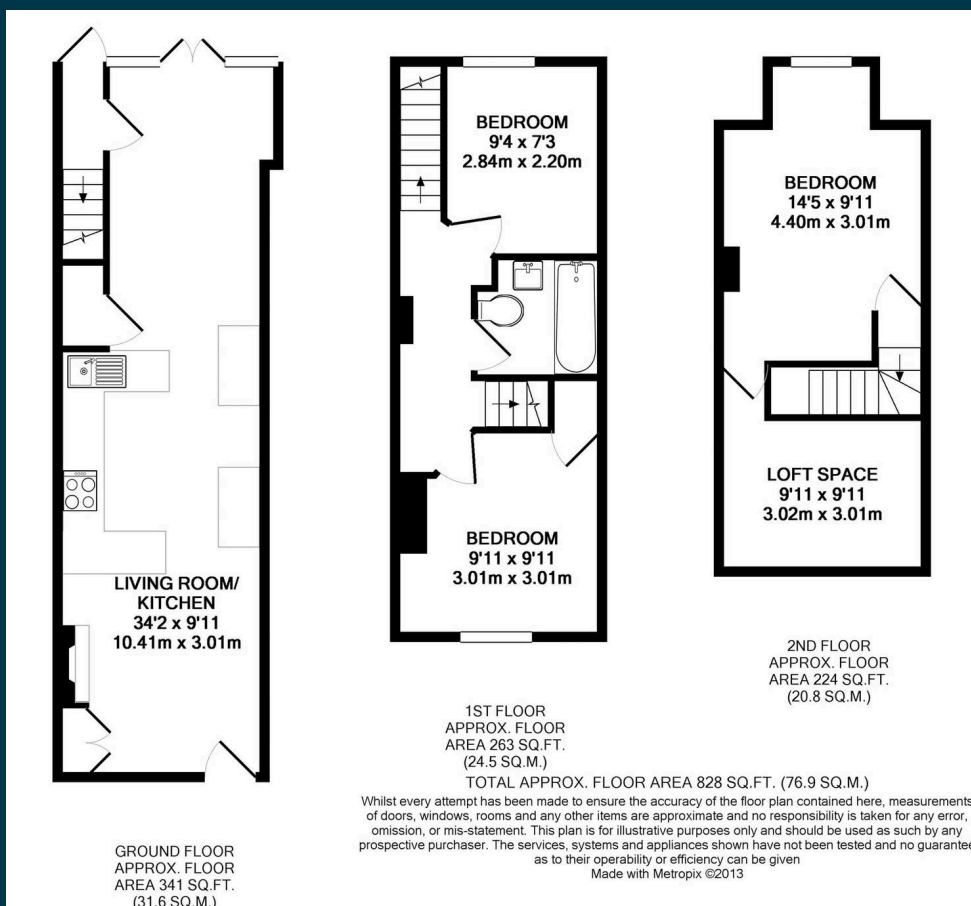 BEDROOM
9'4 x 7'3
2.84m x 2.20m
BEDROOM
14'5 x 9'11
4.40m x 3.01m
LOFT SPACE
9'11 x 9'11
3.02m x 3.01m
BEDROOM
9'11 x 9'11
3.01m x 3.01m
LIVING ROOM/
KITCHEN
34'2 x 9'11
10.41m x 3.01m
2ND FLOOR
APPROX. FLOOR
AREA 224 SQ.FT.
(20.8 SQ.M.)
1ST FLOOR
APPROX. FLOOR
AREA 263 SQ.FT.
(24.5 SQ.M.)
TOTAL APPROX. FLOOR AREA 828 SQ.FT. (76.9 SQ.M.)
Whilst every attempt has been made to ensure the accuracy of the floor plan contained here, measurements
of doors, windows, rooms and any other items are approximate and no responsibility is taken for any error,
omission, or mis-statement. This plan is for illustrative purposes only and should be used as such by any
prospective purchaser. The services, systems and appliances shown have not been tested and no guarantee
as to their operability or efficiency can be given
Made with Metropix ©2013
GROUND FLOOR
APPROX. FLOOR
AREA 341 SQ.FT.
(31.6 SQ.M.)